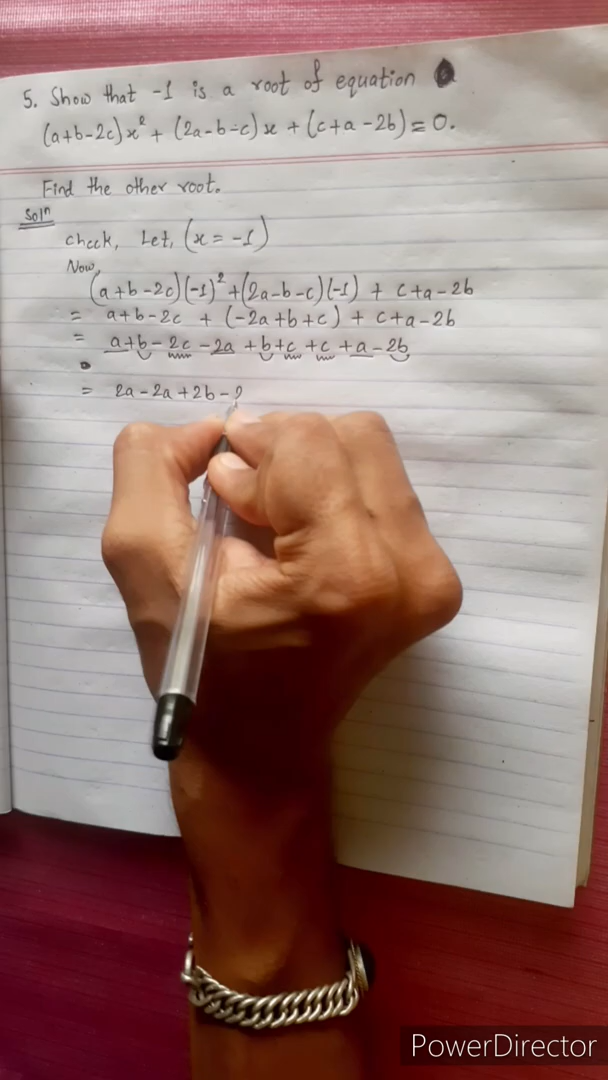 5. Show that -1 is a root of equation
(a+b-2c)x² + (2a-b-c)x + (c+a-2b) = 0.
Find the other root.
Solⁿ
check, Let, (x = -1)
Now,
(a+b-2c)(-1)² + (2a-b-c)(-1) + c+a-2b
= a+b-2c + (-2a+b+c) + c+a-2b
= a+b-2c-2a+b+c+c+a-2b
= 2a-2a+2b-2
PowerDirector